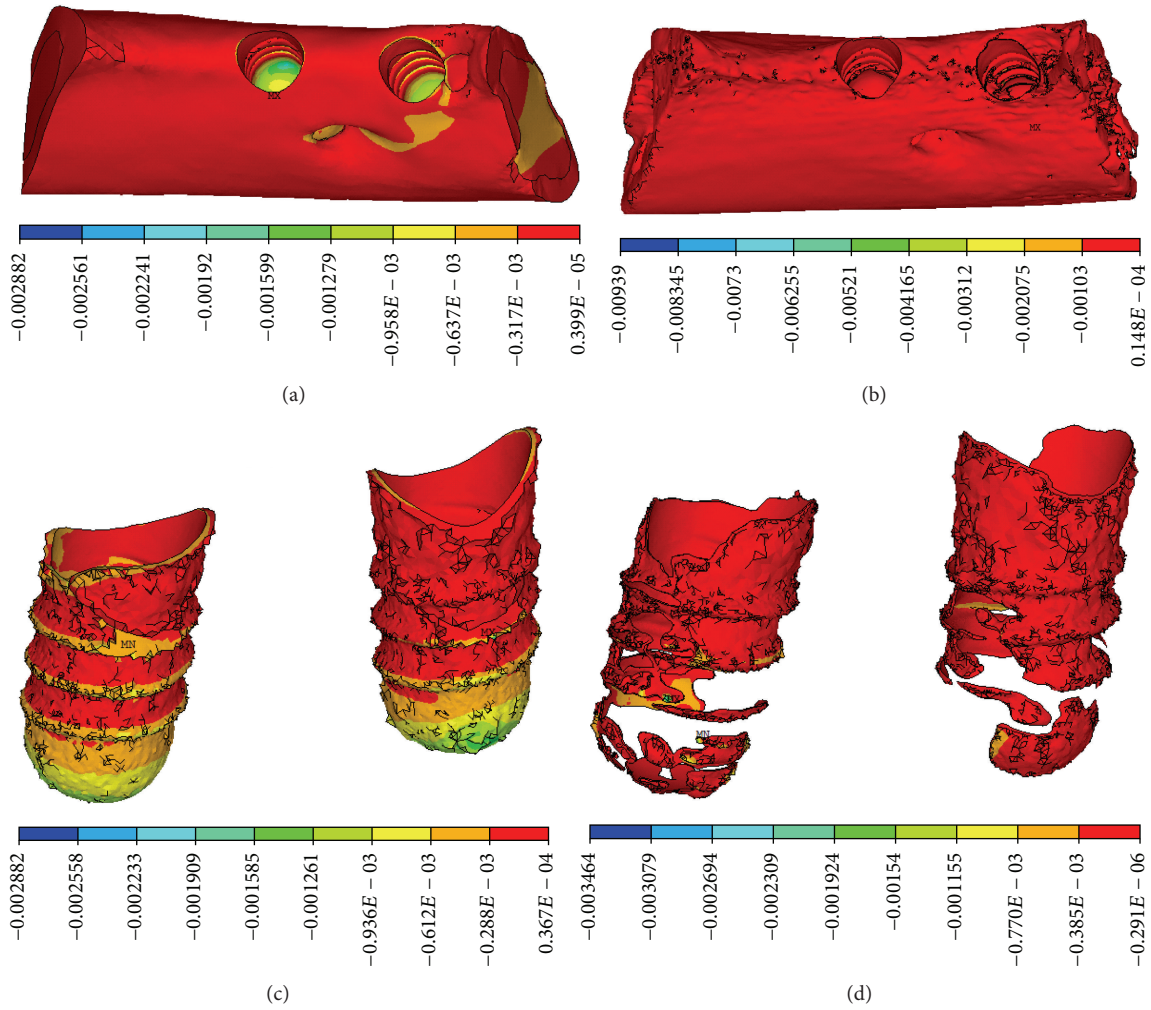 MN
MX
−0.002882
−0.002561
−0.002241
−0.00192
−0.001599
−0.001279
−0.958E − 03
−0.637E − 03
−0.317E − 03
0.399E − 05
(a)
MX
−0.00939
−0.008345
−0.0073
−0.006255
−0.00521
−0.004165
−0.00312
−0.002075
−0.00103
0.148E − 04
(b)
MN
−0.002882
−0.002558
−0.002233
−0.001909
−0.001585
−0.001261
−0.936E − 03
−0.612E − 03
−0.288E − 03
0.367E − 04
(c)
MN
−0.003464
−0.003079
−0.002694
−0.002309
−0.001924
−0.00154
−0.001155
−0.770E − 03
−0.385E − 03
−0.291E − 06
(d)